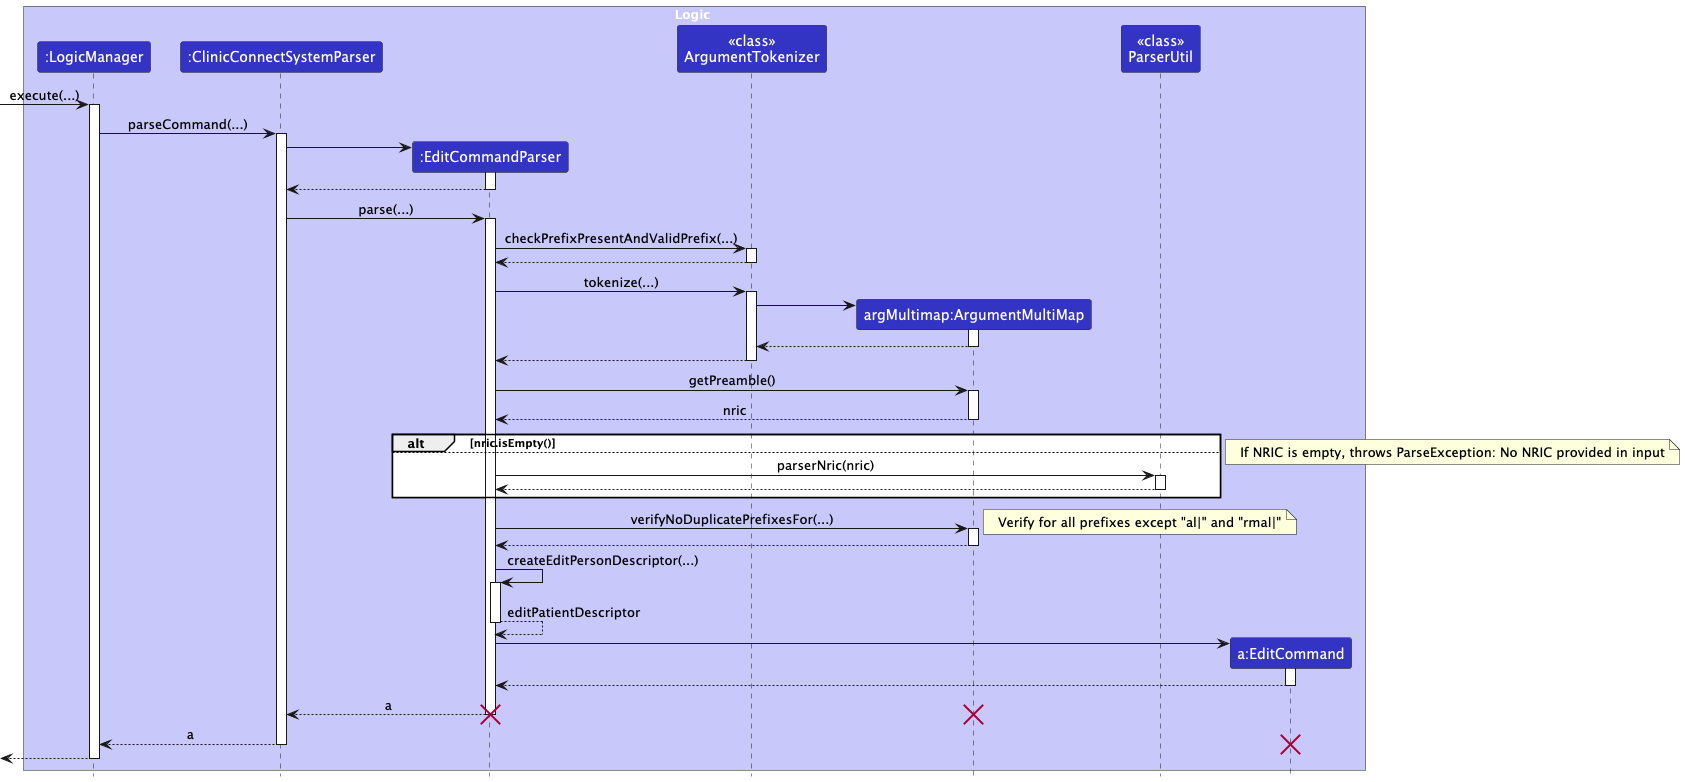 Logic
:LogicManager
:ClinicConnectSystemParser
«class»
ArgumentTokenizer
«class»
ParserUtil
execute(...)
parseCommand(...)
:EditCommandParser
parse(...)
checkPrefixPresentAndValidPrefix(...)
tokenize(...)
argMultimap:ArgumentMultiMap
getPreamble()
nric
alt
[nric.isEmpty()]
If NRIC is empty, throws ParseException: No NRIC provided in input
parserNric(nric)
verifyNoDuplicatePrefixesFor(...)
Verify for all prefixes except "al|" and "rmal|"
createEditPersonDescriptor(...)
editPatientDescriptor
a:EditCommand
a
a